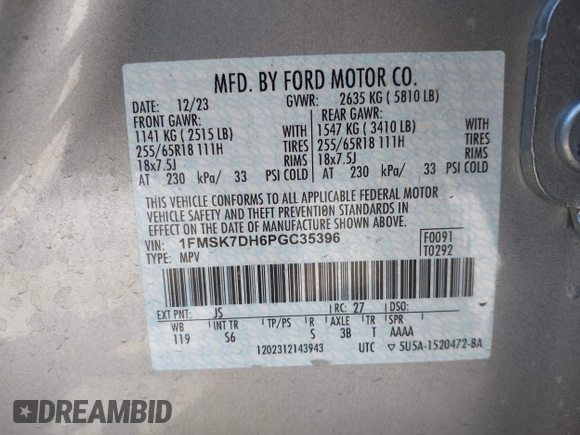 MFD. BY FORD MOTOR CO.
DATE: 12/23 GVWR: 2635 KG ( 5810 LB)
FRONT GAWR: REAR GAWR:
1141 KG ( 2515 LB) WITH 1547 KG ( 3410 LB) WITH
255/65R18 111H TIRES 255/65R18 111H TIRES
18x7.5J RIMS 18x7.5J RIMS
AT 230 kPa/ 33 PSI COLD AT 230 kPa/ 33 PSI COLD
THIS VEHICLE CONFORMS TO ALL APPLICABLE FEDERAL MOTOR
VEHICLE SAFETY AND THEFT PREVENTION STANDARDS IN EFFECT
ON THE DATE OF MANUFACTURE SHOWN ABOVE.
VIN: 1FMSK7DH6PGC35396 F0091
TYPE: MPV T0292
EXT PNT: JS RC: 27 DSO:
WB INT TR TP/PS R AXLE TR SPR
119 S6 S 3B T AAAA
1202312143943 UTC ▽5U5A-1520472-BA
DREAMBID